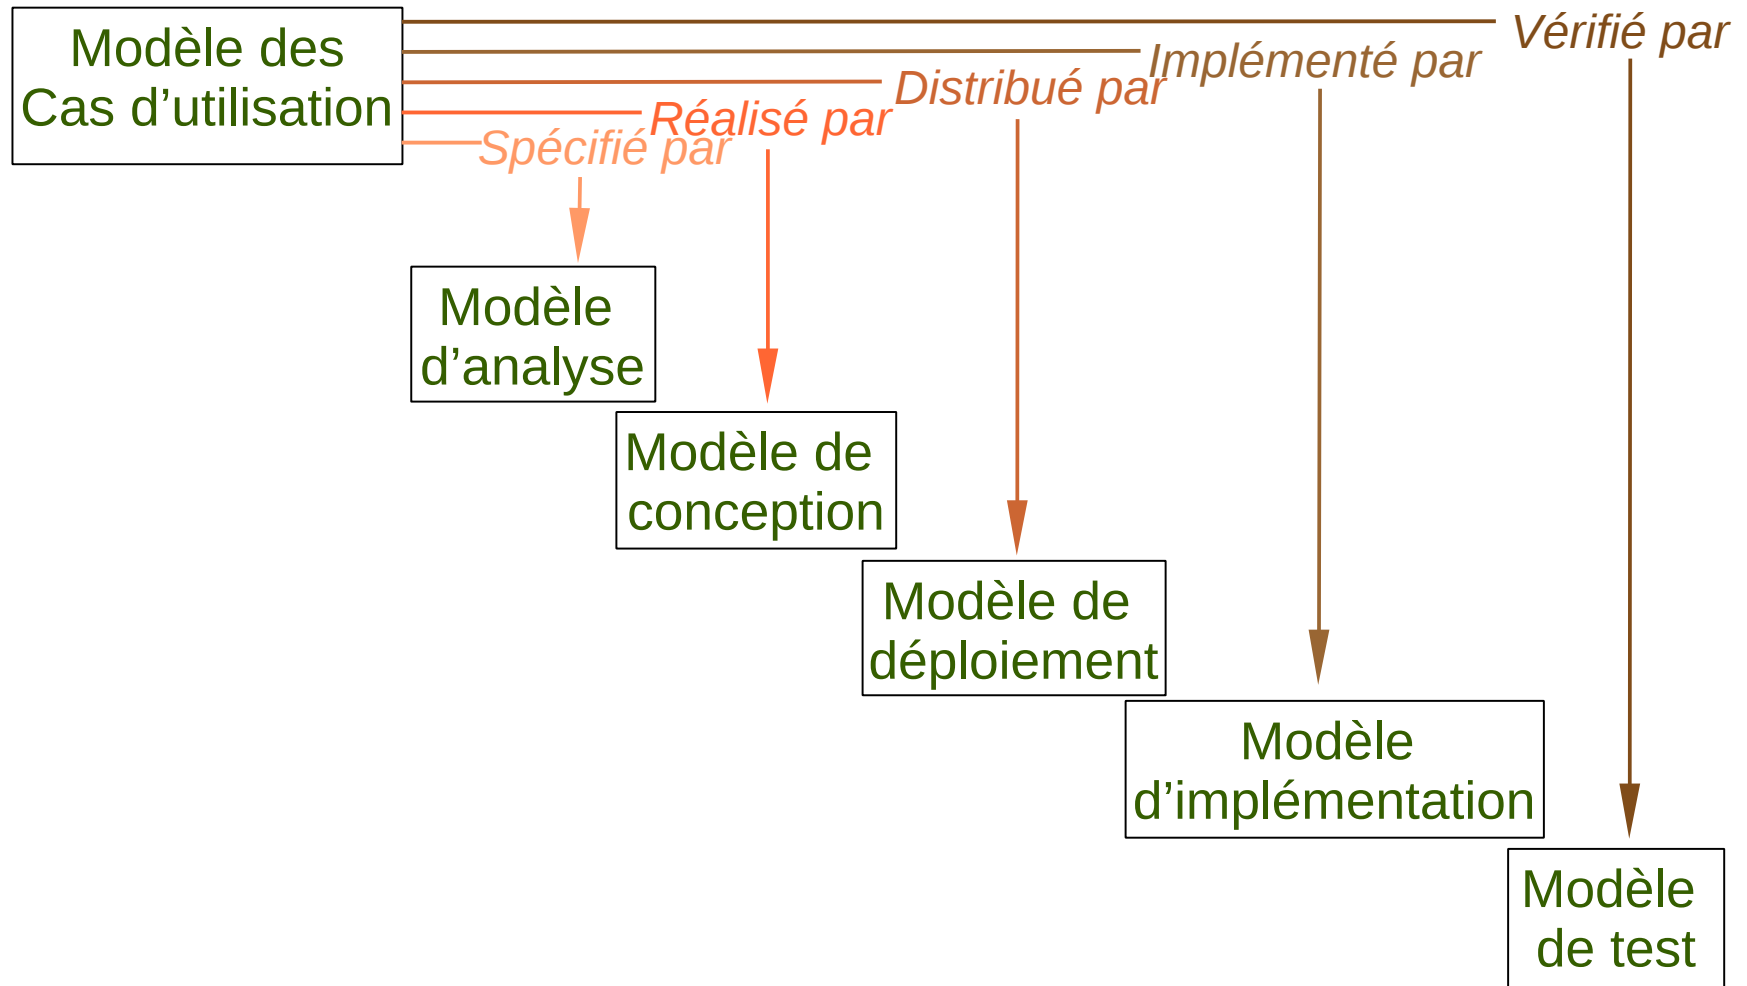 Modèle des
Cas d’utilisation
Vérifié par
Implémenté par
Distribué par
Réalisé par
Spécifié par
Modèle
d’analyse
Modèle de
conception
Modèle de
déploiement
Modèle
d’implémentation
Modèle
de test